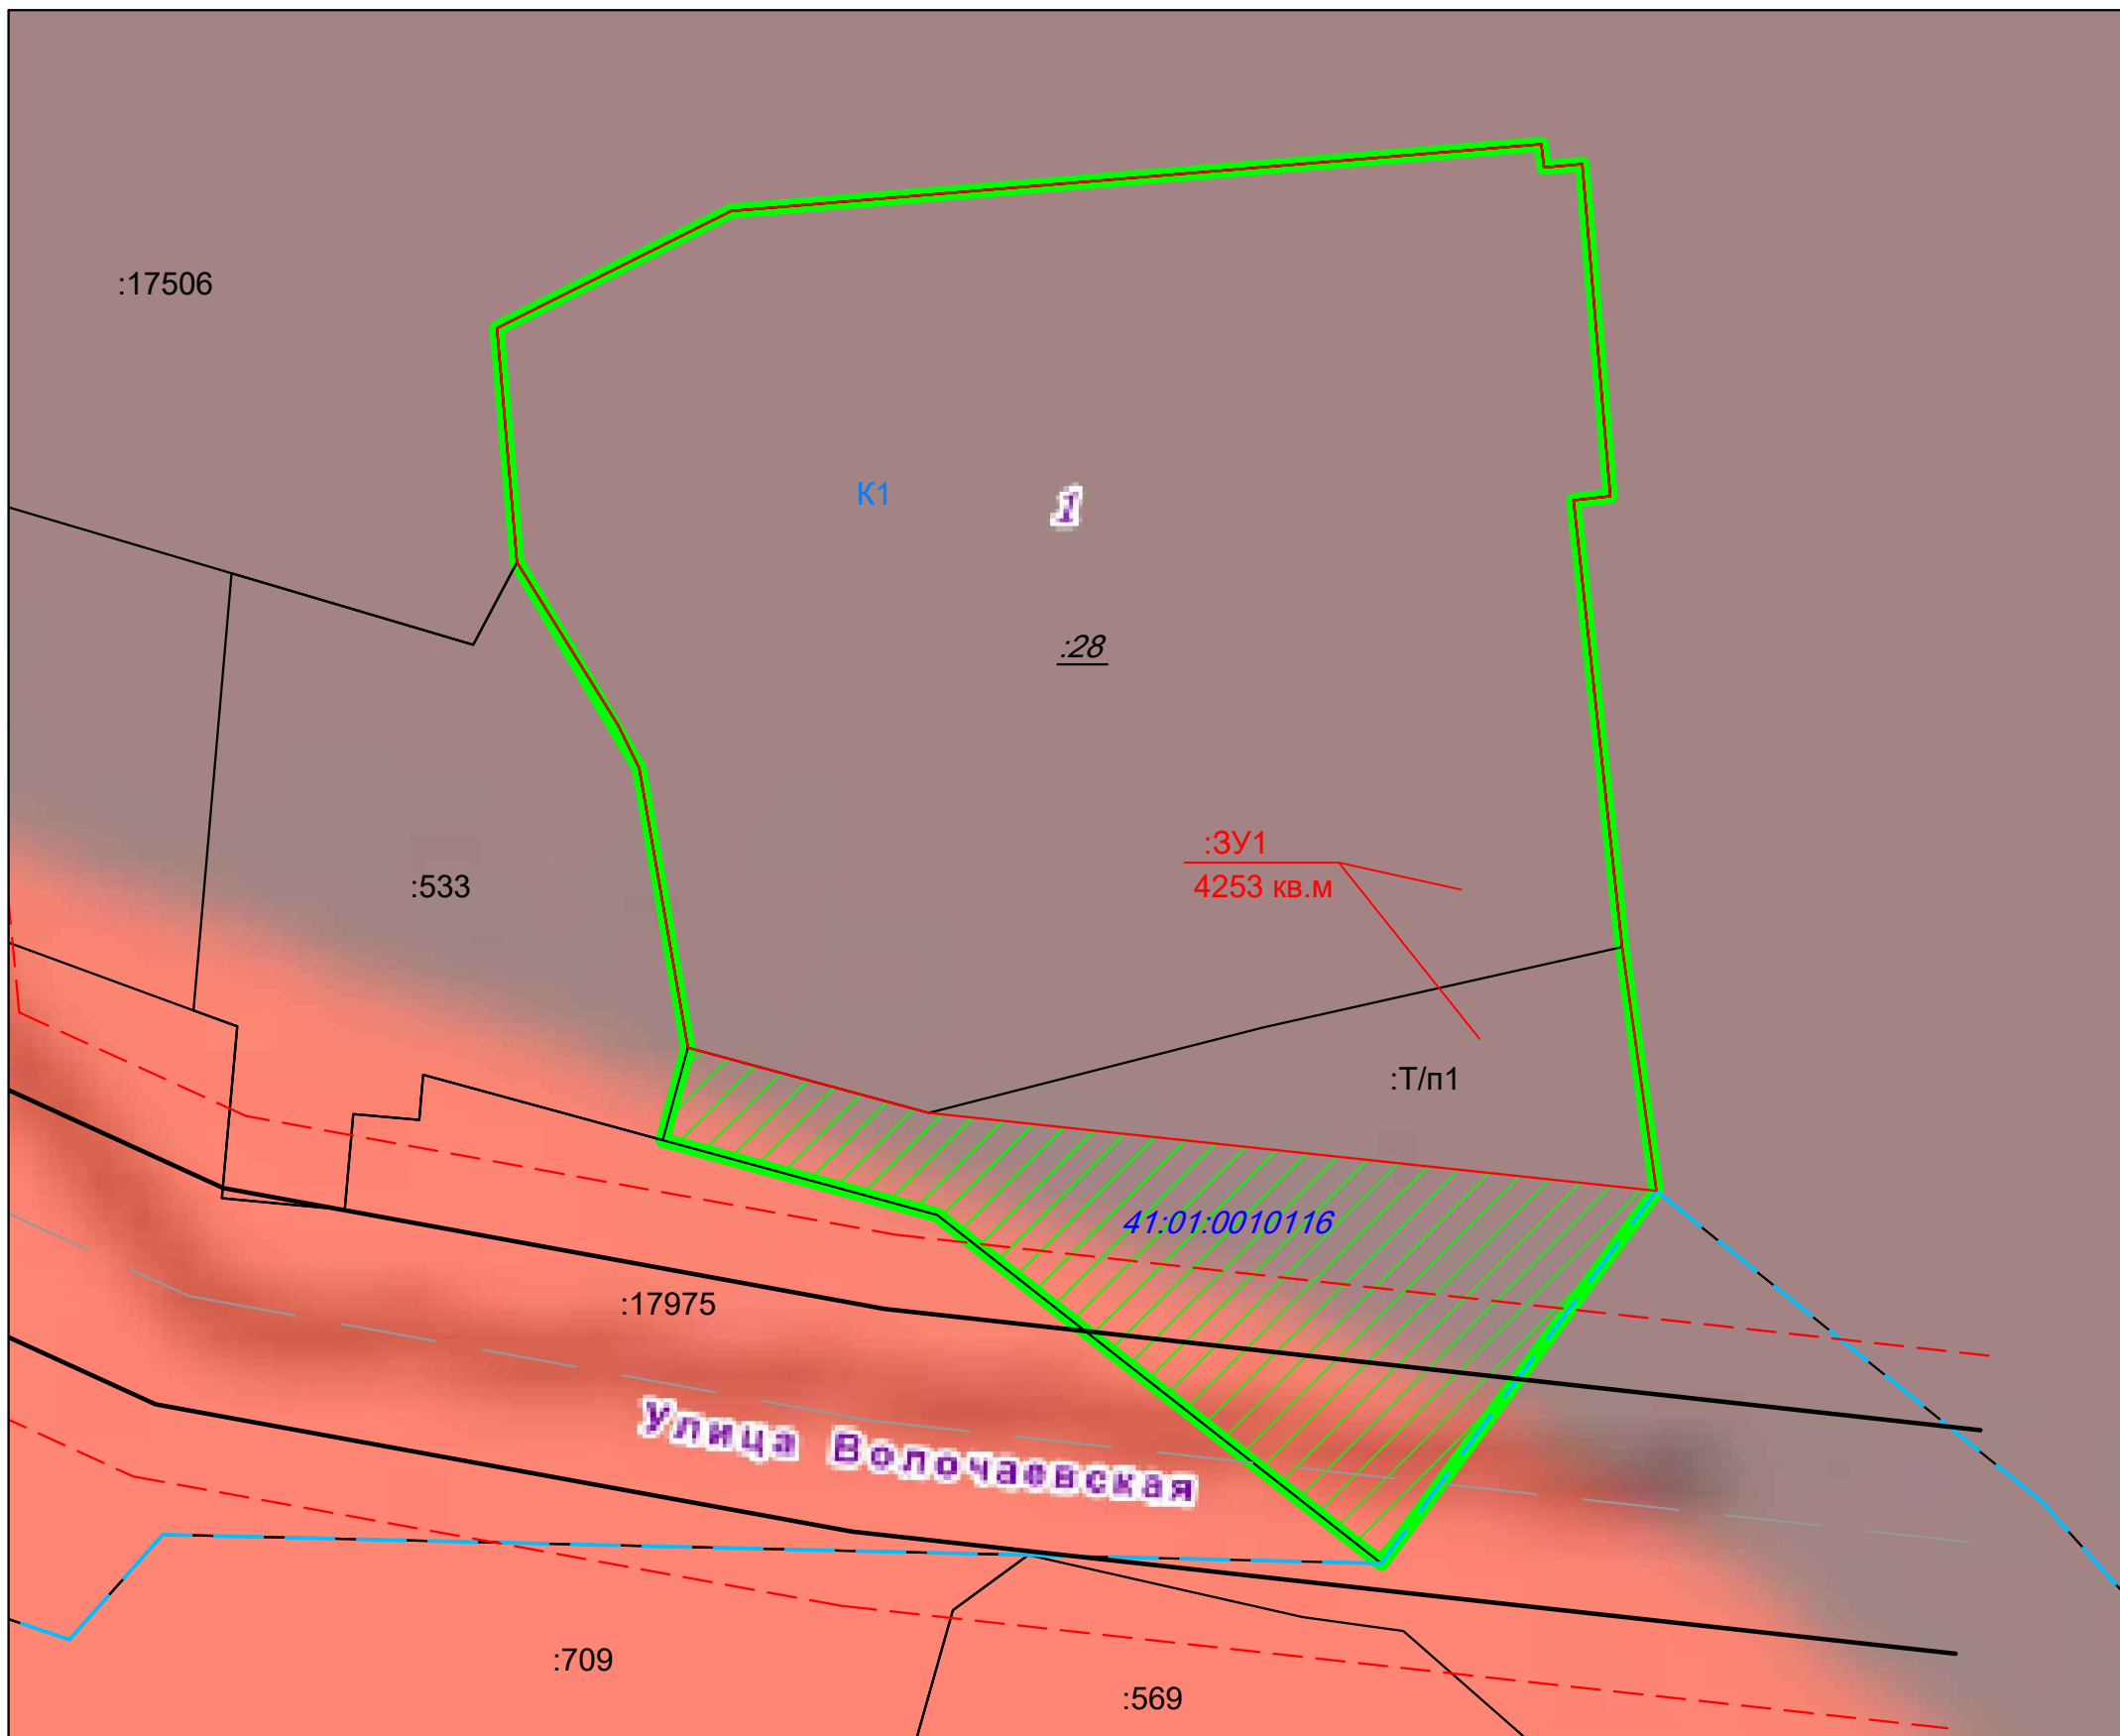 :17506
К1
1
:28
:ЗУ1
4253 кв.м
:533
:Т/п1
41:01:0010116
:17975
Улица Волочаевская
:709
:569